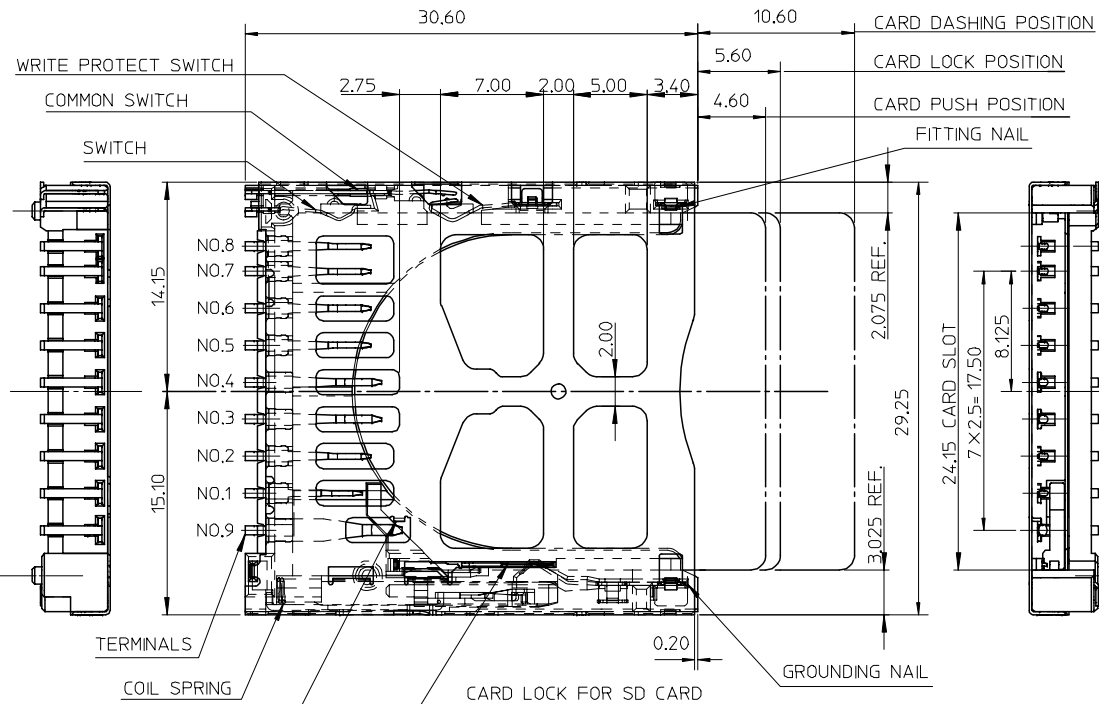 30.60
10.60
CARD DASHING POSITION
5.60
CARD LOCK POSITION
WRITE PROTECT SWITCH
2.75
7.00
2.00
5.00
3.40
4.60
CARD PUSH POSITION
COMMON SWITCH
FITTING NAIL
SWITCH
NO.8
NO.7
NO.6
NO.5
NO.4
NO.3
NO.2
NO.1
NO.9
14.15
15.10
2.00
2.075 REF.
3.025 REF.
29.25
24.15 CARD SLOT
7×2.5=17.50
8.125
TERMINALS
0.20
GROUNDING NAIL
COIL SPRING
CARD LOCK FOR SD CARD